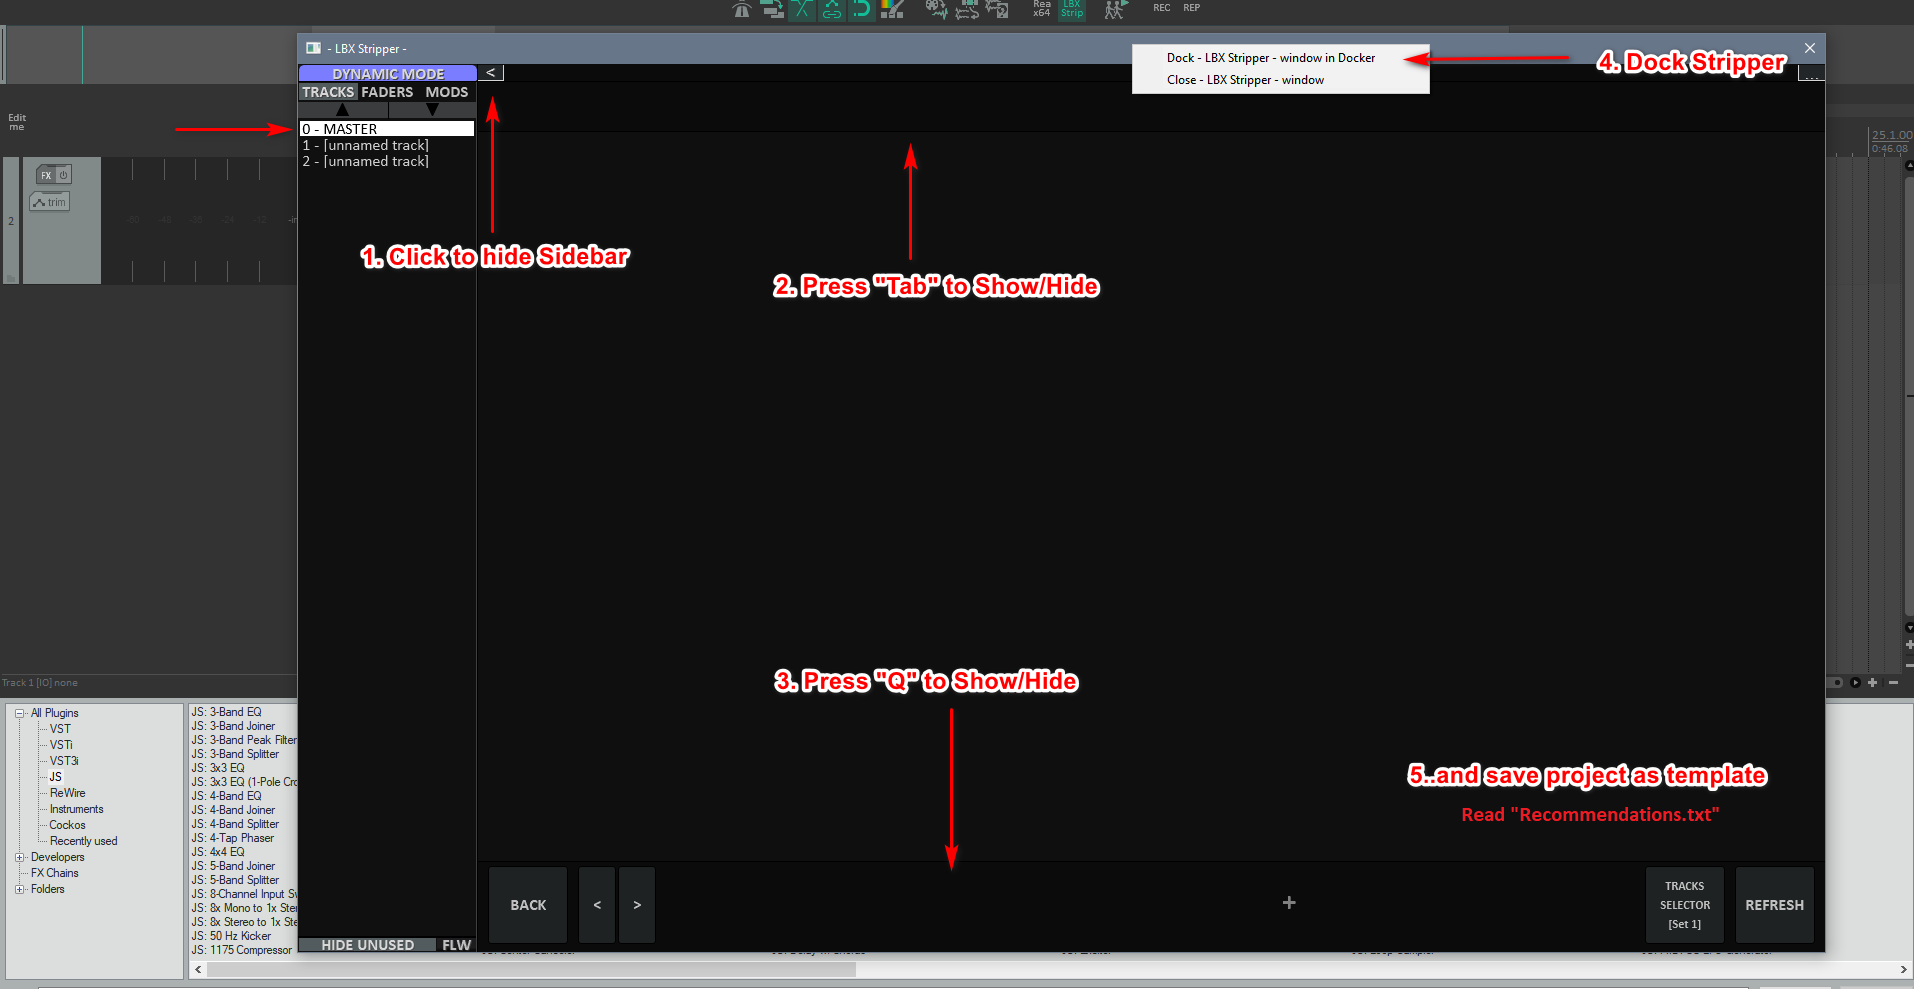 Rea
x64
LBX
Strip
REC REP
- LBX Stripper -
Dock - LBX Stripper - window in Docker
Close - LBX Stripper - window
4. Dock Stripper
DYNAMIC MODE
<
...
TRACKS FADERS MODS
Edit
me
0 - MASTER
1 - [unnamed track]
2 - [unnamed track]
25.1.00
0:46.08
FX
trim
2
-60 -48 -36 -24 -12 -in
1. Click to hide Sidebar
2. Press "Tab" to Show/Hide
3. Press "Q" to Show/Hide
Track 1 [IO] none
5..and save project as template
Read "Recommendations.txt"
All Plugins
VST
VSTi
VST3i
JS
ReWire
Instruments
Cockos
Recently used
Developers
FX Chains
Folders
JS: 3-Band EQ
JS: 3-Band Joiner
JS: 3-Band Peak Filter
JS: 3-Band Splitter
JS: 3x3 EQ
JS: 3x3 EQ (1-Pole Cro
JS: 4-Band EQ
JS: 4-Band Joiner
JS: 4-Band Splitter
JS: 4-Tap Phaser
JS: 4x4 EQ
JS: 5-Band Joiner
JS: 5-Band Splitter
JS: 8-Channel Input Sw
JS: 8x Mono to 1x Ste
JS: 8x Stereo to 1x Ste
JS: 50 Hz Kicker
JS: 1175 Compressor
BACK
<
>
+
TRACKS
SELECTOR
[Set 1]
REFRESH
HIDE UNUSED FLW